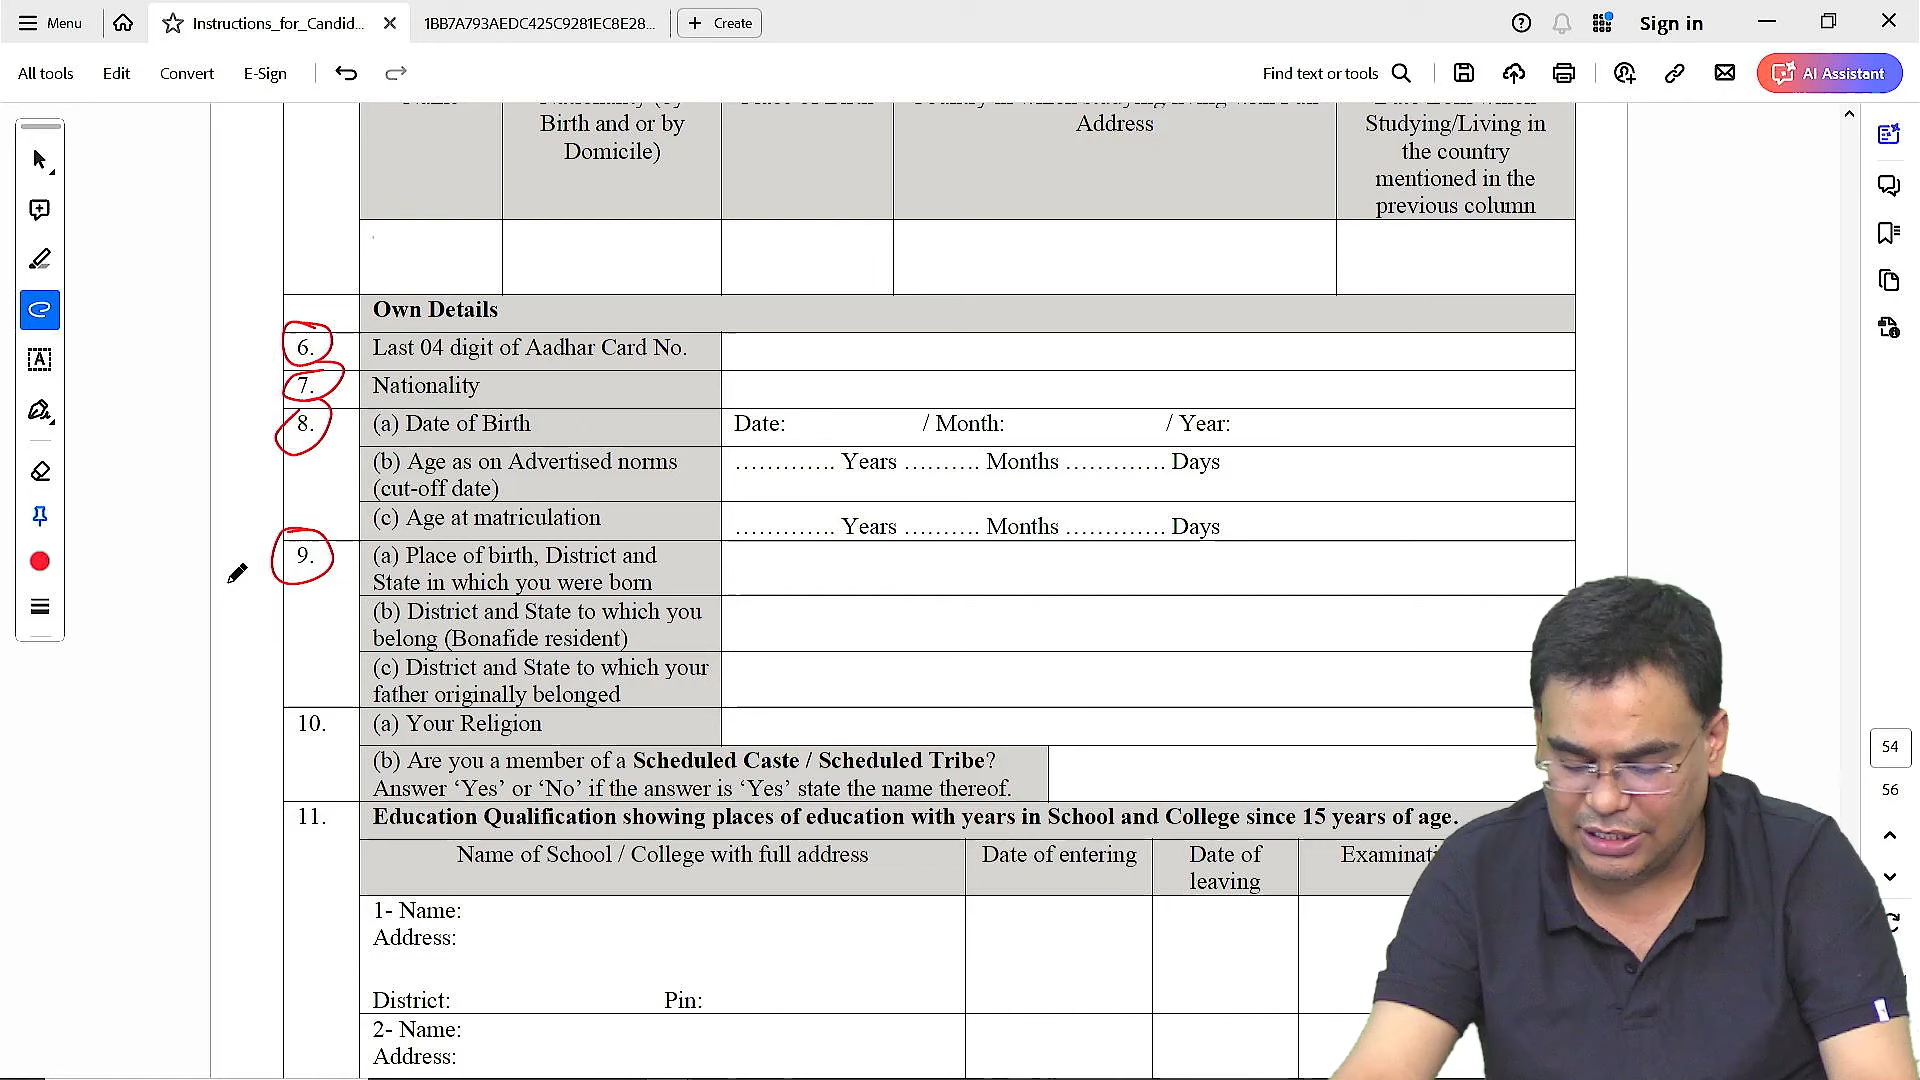 Menu
Instructions_for_Candid...
1BB7A793AEDC425C9281EC8E28...
Create
Sign in
All tools
Edit
Convert
E-Sign
Find text or tools
AI Assistant
Birth and or by
Domicile)
Address
Studying/Living in
the country
mentioned in the
previous column
Own Details
6.
Last 04 digit of Aadhar Card No.
7.
Nationality
8.
(a) Date of Birth
Date: / Month: / Year:
(b) Age as on Advertised norms
(cut-off date)
…………. Years ………. Months …………. Days
(c) Age at matriculation
…………. Years ………. Months …………. Days
9.
(a) Place of birth, District and
State in which you were born
(b) District and State to which you
belong (Bonafide resident)
(c) District and State to which your
father originally belonged
10.
(a) Your Religion
(b) Are you a member of a Scheduled Caste / Scheduled Tribe?
Answer ‘Yes’ or ‘No’ if the answer is ‘Yes’ state the name thereof.
11.
Education Qualification showing places of education with years in School and College since 15 years of age.
Name of School / College with full address
Date of entering
Date of
leaving
1- Name:
Address:
District: Pin:
2- Name:
Address:
54
56